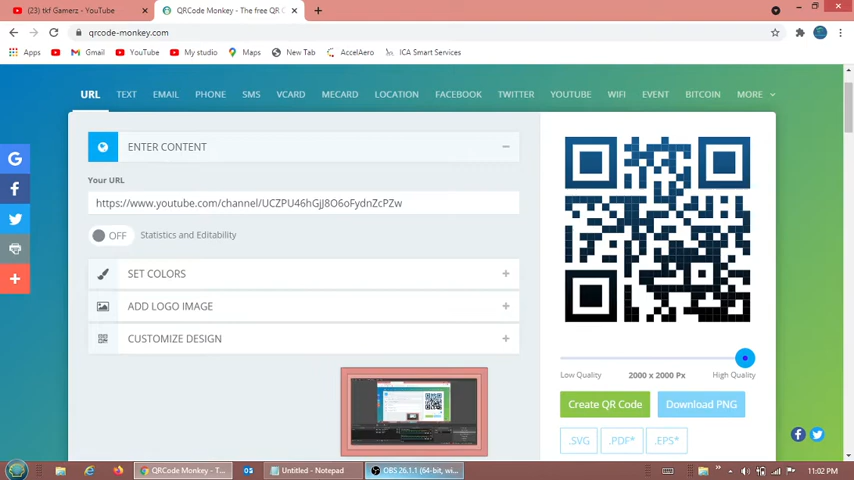 (23) tkf Gamerz - YouTube
QRCode Monkey - The free QR C
qrcode-monkey.com
Apps
Gmail
YouTube
My studio
Maps
New Tab
AccelAero
ICA Smart Services
URL
TEXT
EMAIL
PHONE
SMS
VCARD
MECARD
LOCATION
FACEBOOK
TWITTER
YOUTUBE
WIFI
EVENT
BITCOIN
MORE
ENTER CONTENT
Your URL
https://www.youtube.com/channel/UCZPU46hGjJ8O6oFydnZcPZw
OFF
Statistics and Editability
SET COLORS
ADD LOGO IMAGE
CUSTOMIZE DESIGN
Low Quality
2000 x 2000 Px
High Quality
Create QR Code
Download PNG
.SVG
.PDF*
.EPS*
QRCode Monkey - T...
Untitled - Notepad
OBS 26.1.1 (64-bit, wi...
11:02 PM